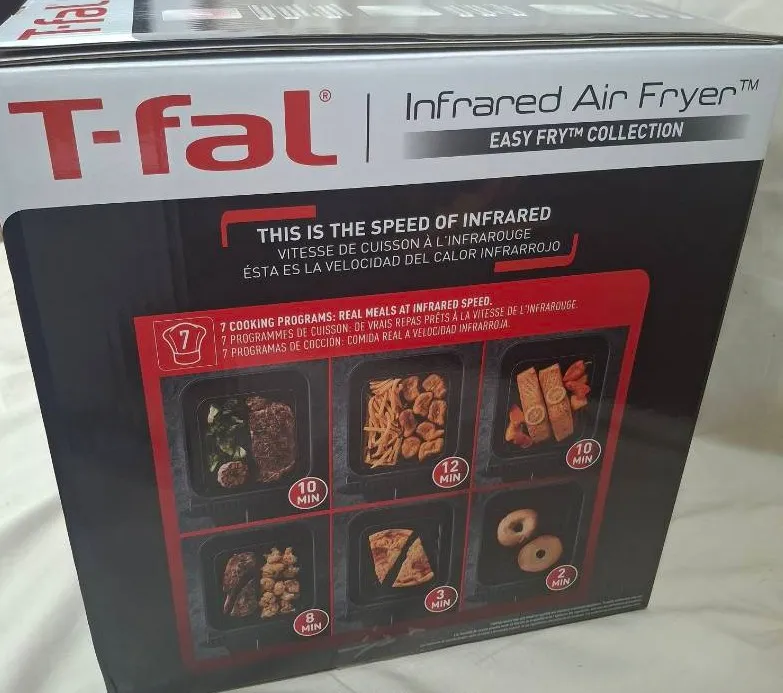 T-fal
T-fal®
Infrared Air Fryer™
EASY FRY™ COLLECTION
THIS IS THE SPEED OF INFRARED
VITESSE DE CUISSON À L'INFRAROUGE
ÉSTA ES LA VELOCIDAD DEL CALOR INFRARROJO
7
7 COOKING PROGRAMS: REAL MEALS AT INFRARED SPEED.
7 PROGRAMMES DE CUISSON: DE VRAIS REPAS PRÊTS À LA VITESSE DE L'INFRAROUGE.
7 PROGRAMAS DE COCCIÓN: COMIDA REAL A VELOCIDAD INFRARROJA.
10
MIN
12
MIN
10
MIN
8
MIN
3
MIN
2
MIN